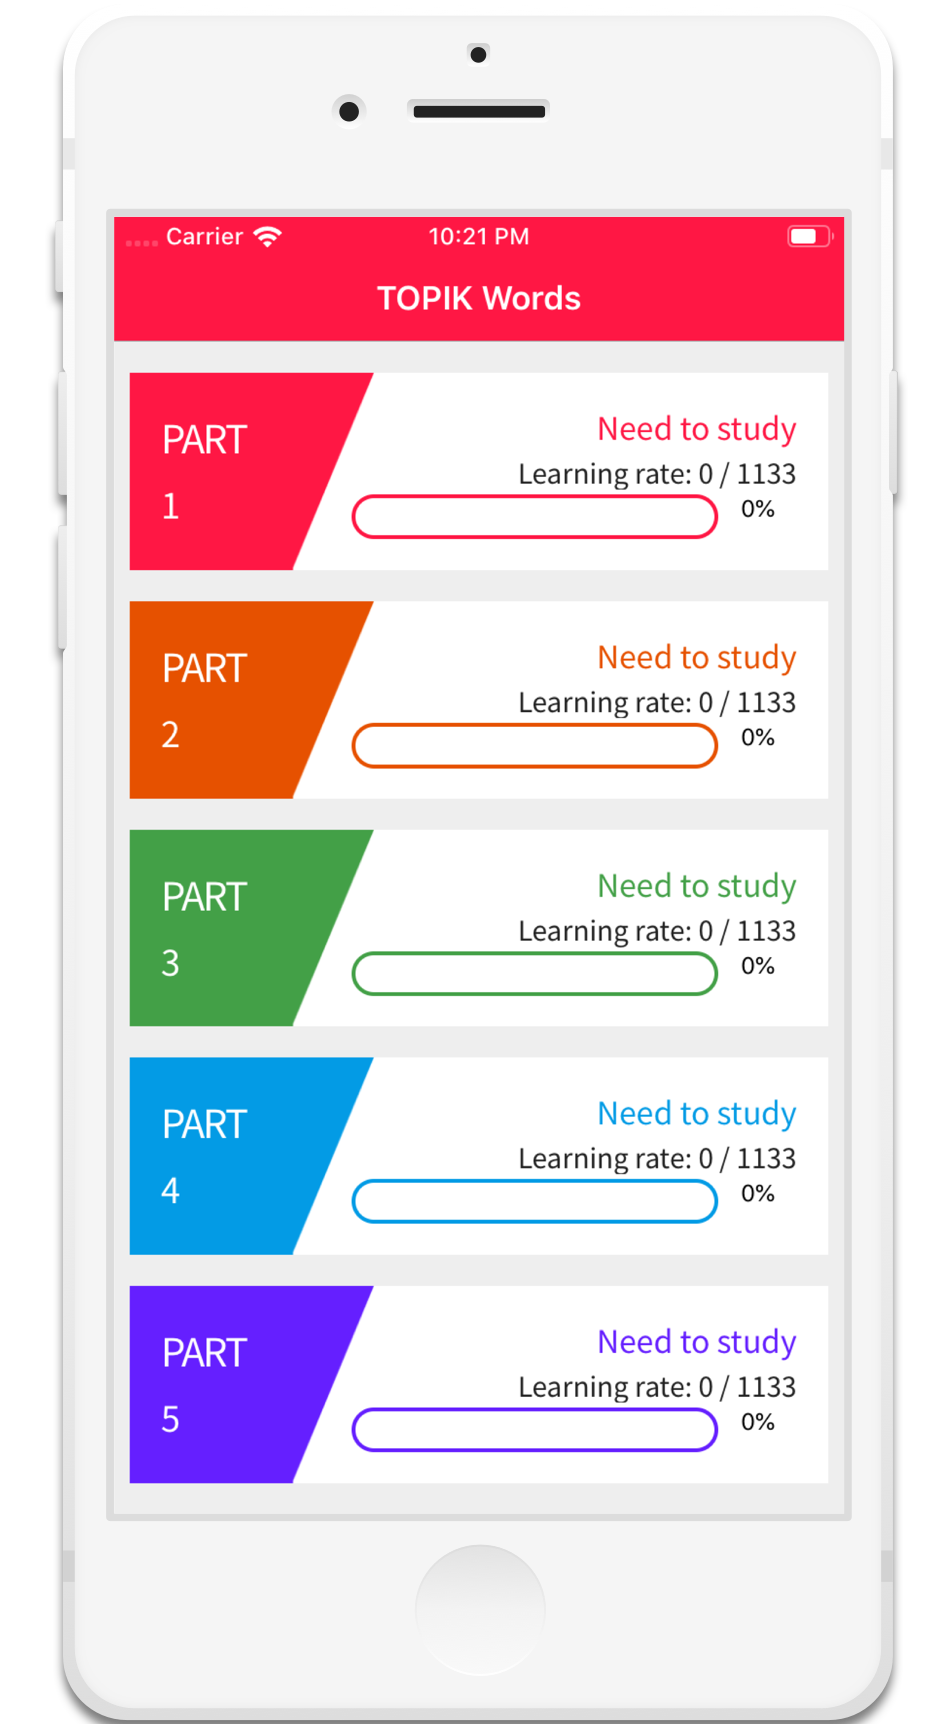 Carrier 10:21 PM
TOPIK Words
PART
1
Need to study
Learning rate: 0 / 1133
0%
PART
2
Need to study
Learning rate: 0 / 1133
0%
PART
3
Need to study
Learning rate: 0 / 1133
0%
PART
4
Need to study
Learning rate: 0 / 1133
0%
PART
5
Need to study
Learning rate: 0 / 1133
0%